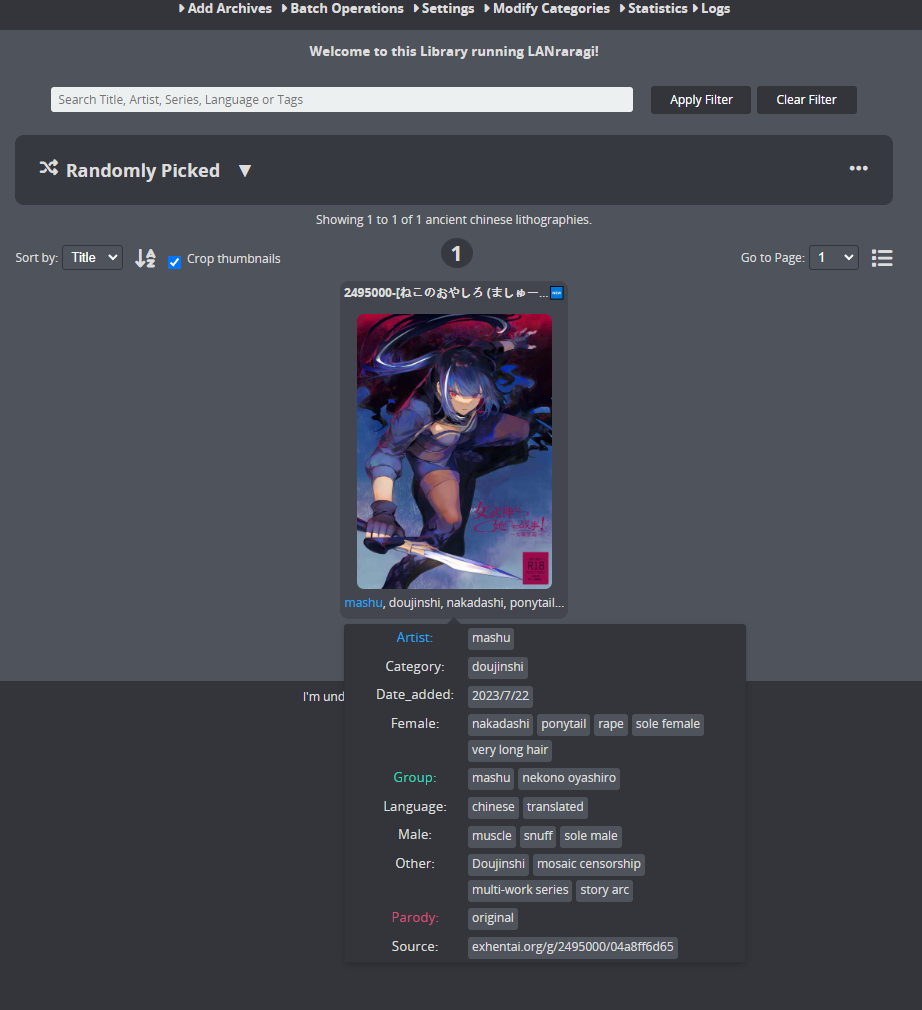 Add Archives Batch Operations Settings Modify Categories Statistics Logs
Welcome to this Library running LANraragi!
Search Title, Artist, Series, Language or Tags Apply Filter Clear Filter
Randomly Picked ▼ •••
Showing 1 to 1 of 1 ancient chinese lithographies.
Sort by: Title Crop thumbnails 1 Go to Page: 1
2495000-[ねこのおやしろ (ましゅー...
R18
mashu, doujinshi, nakadashi, ponytail...
Artist: mashu
Category: doujinshi
I'm und
Date_added: 2023/7/22
Female: nakadashi ponytail rape sole female
very long hair
Group: mashu nekono oyashiro
Language: chinese translated
Male: muscle snuff sole male
Other: Doujinshi mosaic censorship
multi-work series story arc
Parody: original
Source: exhentai.org/g/2495000/04a8ff6d65